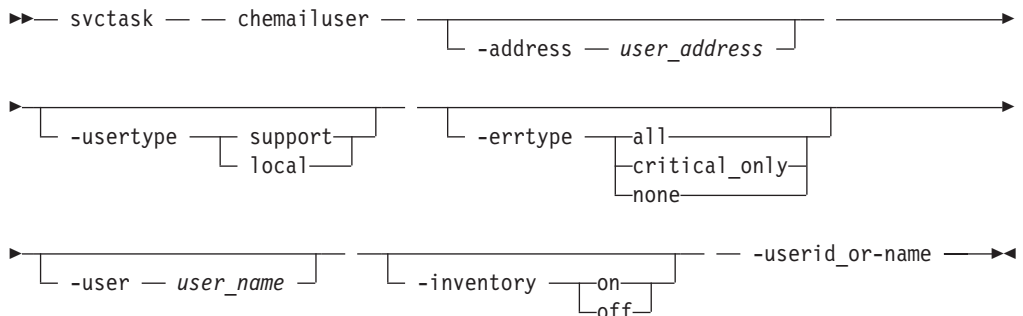 svctask chemailuser
-address user_address
-usertype support -errtype all
local critical_only
none
-userid_or-name
-user user_name -inventory on
off